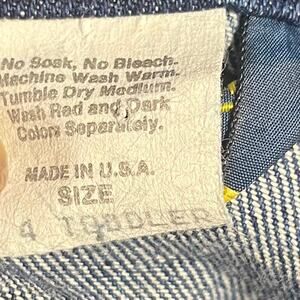 No Soak, No Bleach.
Machine Wash Warm.
Tumble Dry Medium.
Wash Red and Dark
Colors Separately.
MADE IN U.S.A.
SIZE
4 TODDLER